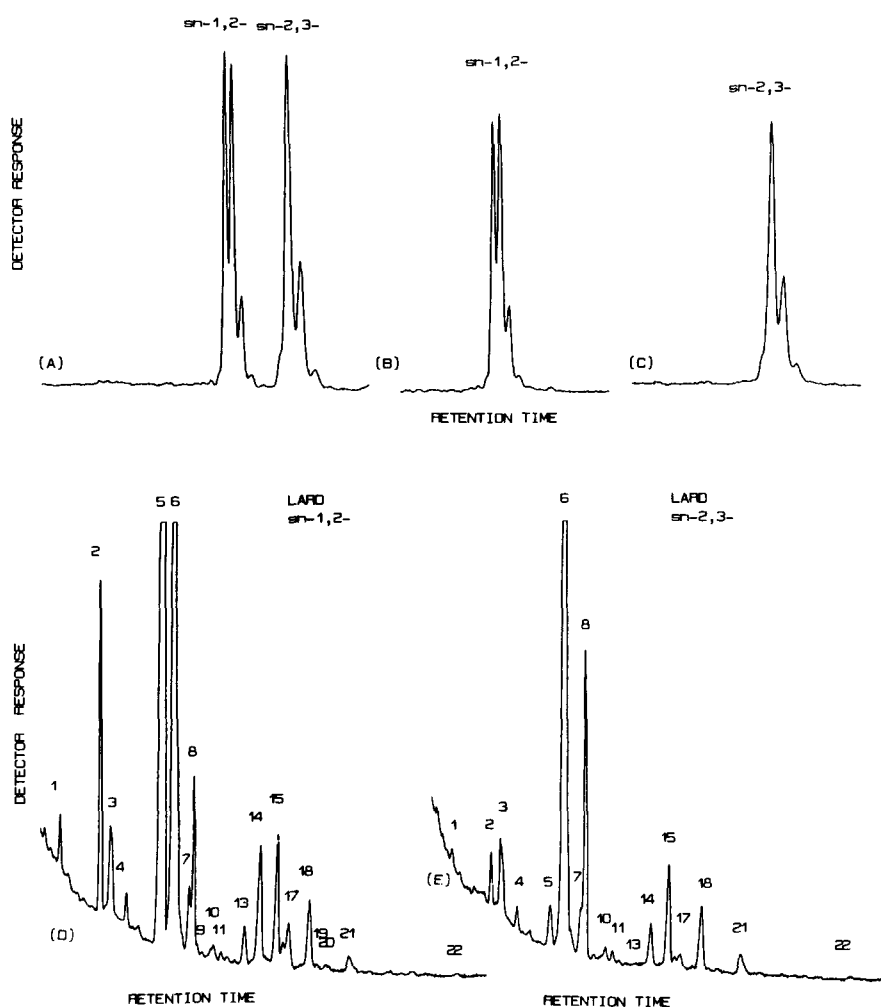 sn-1,2-
sn-2,3-
sn-1,2-
sn-2,3-
DETECTOR RESPONSE
(A)
(B)
(C)
RETENTION TIME
5 6
LARD
sn-1,2-
2
8
1
3
4
7
9
10
11
13
14
15
17
18
19
20
21
22
(D)
DETECTOR RESPONSE
RETENTION TIME
6
LARD
sn-2,3-
8
1
2
3
4
5
7
10
11
13
14
15
17
18
21
22
(E)
RETENTION TIME